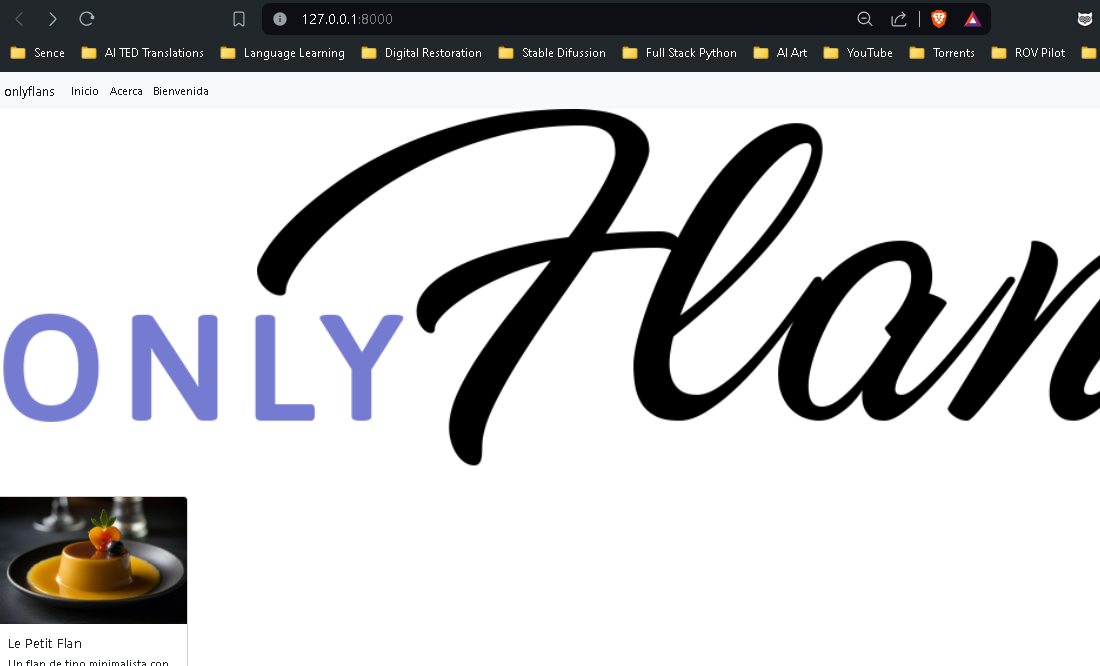 127.0.0.1:8000
Sence AI TED Translations Language Learning Digital Restoration Stable Difussion Full Stack Python AI Art YouTube Torrents ROV Pilot
onlyflans Inicio Acerca Bienvenida
ONLY Flan
Le Petit Flan
Un flan de tipo minimalista con